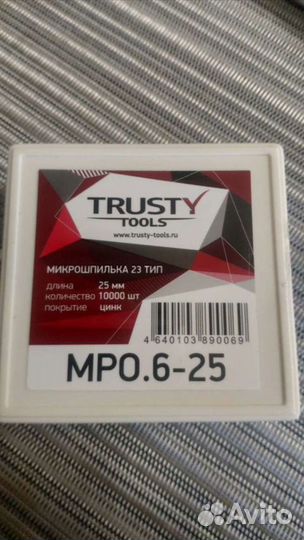 TRUSTY
TOOLS
www.trusty-tools.ru
МИКРОШПИЛЬКА 23 ТИП
длина 25 мм
количество 10000 шт
покрытие цинк
4 640103 890069
MP0.6-25
Avito